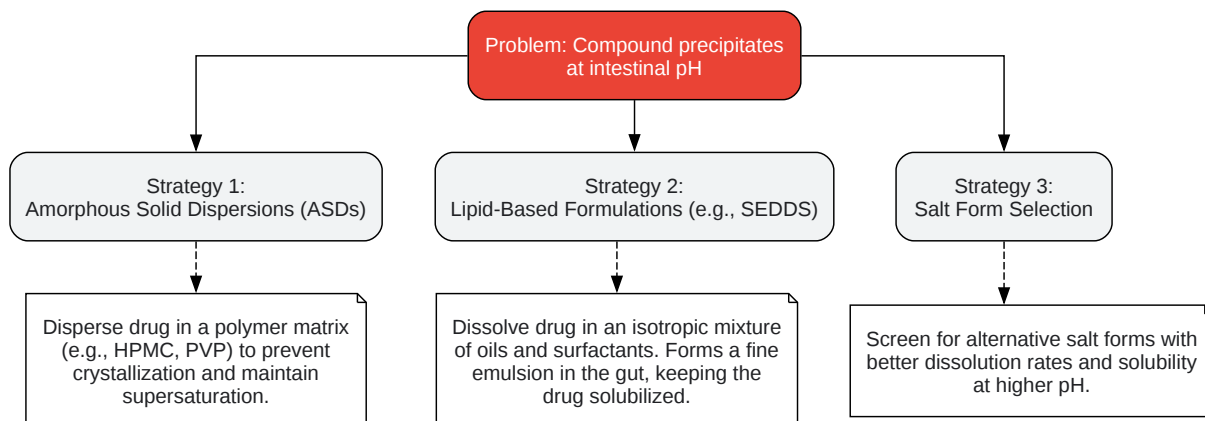 Problem: Compound precipitates
at intestinal pH
Strategy 1:
Amorphous Solid Dispersions (ASDs)
Strategy 2:
Lipid-Based Formulations (e.g., SEDDS)
Strategy 3:
Salt Form Selection
Disperse drug in a polymer matrix
(e.g., HPMC, PVP) to prevent
crystallization and maintain
supersaturation.
Dissolve drug in an isotropic mixture
of oils and surfactants. Forms a fine
emulsion in the gut, keeping the
drug solubilized.
Screen for alternative salt forms with
better dissolution rates and solubility
at higher pH.